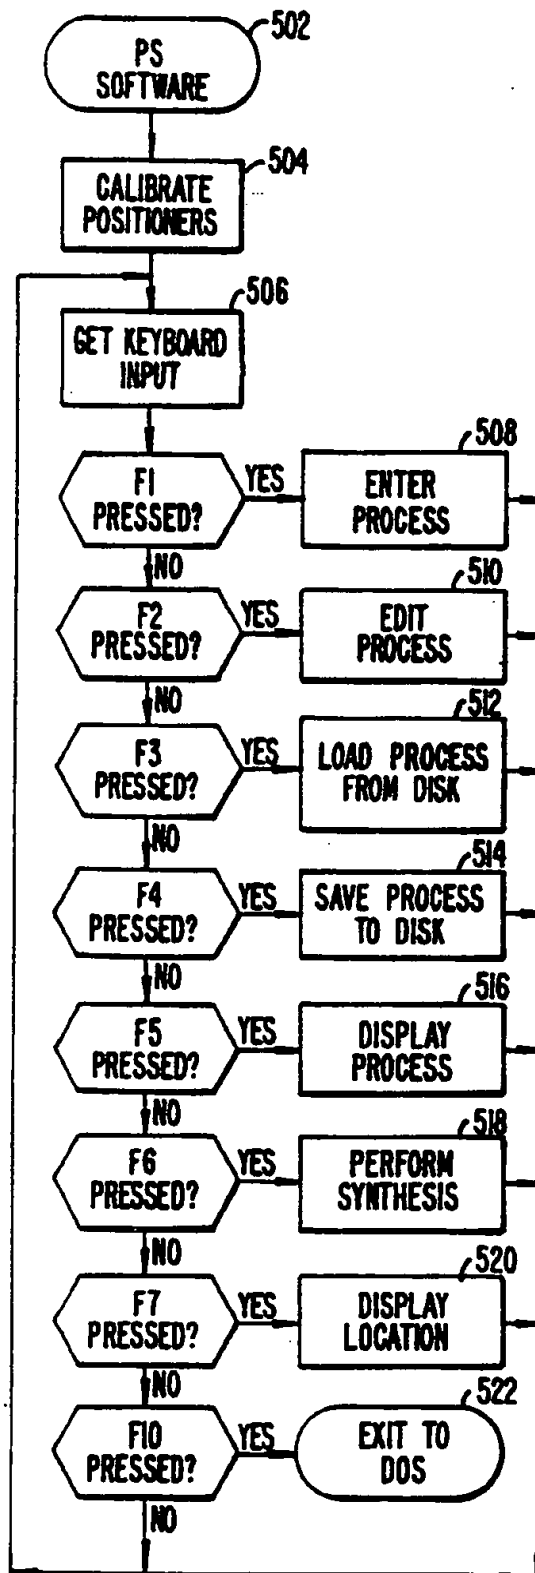 502
PS
SOFTWARE
504
CALIBRATE
POSITIONERS
506
GET KEYBOARD
INPUT
F1
PRESSED?
YES
508
ENTER
PROCESS
NO
F2
PRESSED?
YES
510
EDIT
PROCESS
NO
F3
PRESSED?
YES
512
LOAD PROCESS
FROM DISK
NO
F4
PRESSED?
YES
514
SAVE PROCESS
TO DISK
NO
F5
PRESSED?
YES
516
DISPLAY
PROCESS
NO
F6
PRESSED?
YES
518
PERFORM
SYNTHESIS
NO
F7
PRESSED?
YES
520
DISPLAY
LOCATION
NO
F10
PRESSED?
YES
522
EXIT TO
DOS
NO